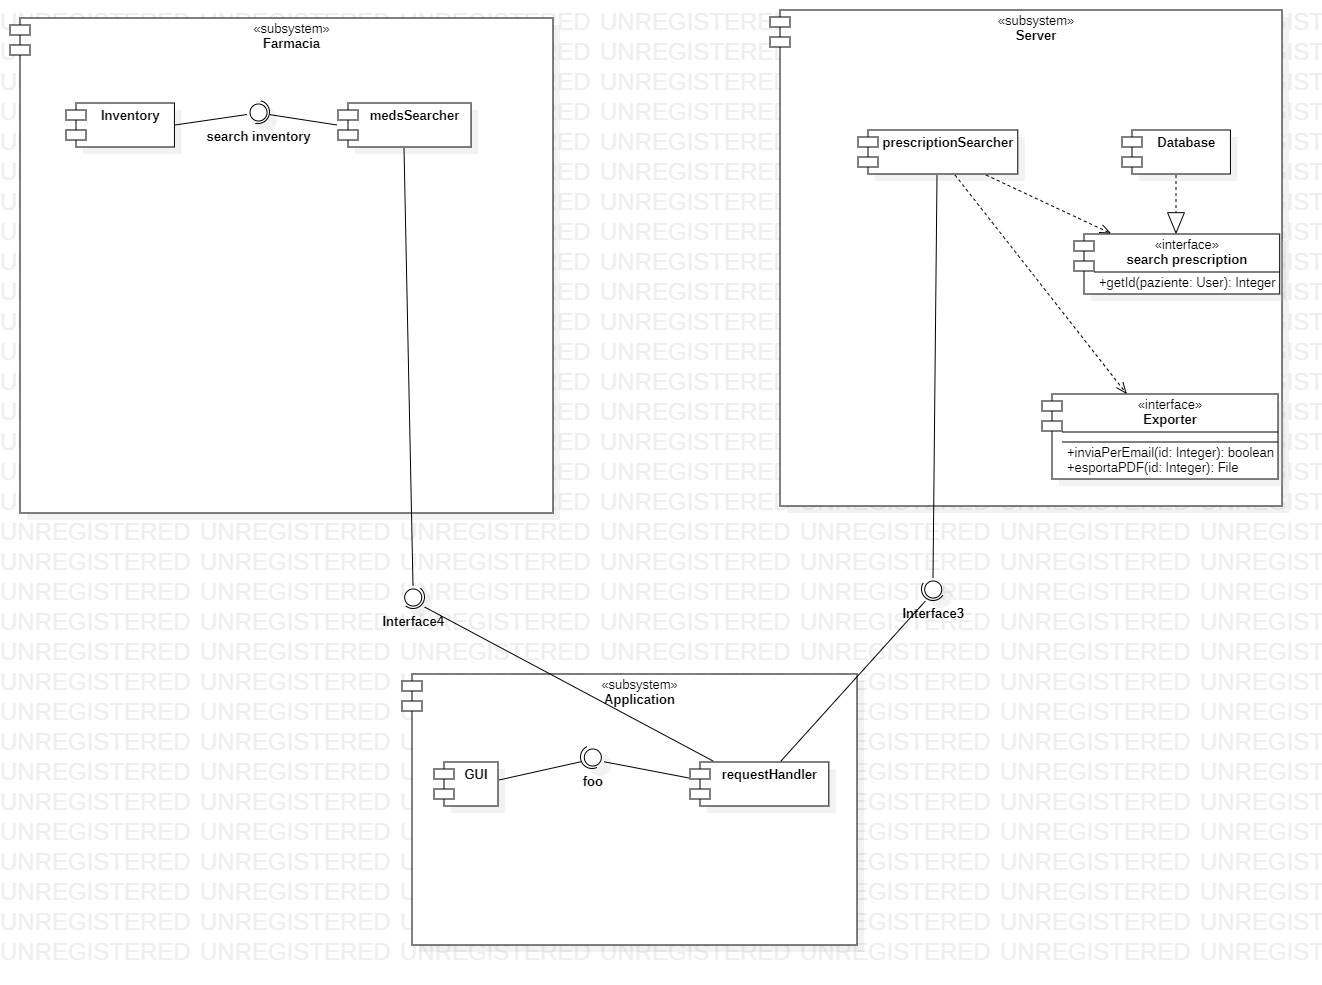 «subsystem»
Farmacia
Inventory
search inventory
medsSearcher
«subsystem»
Server
prescriptionSearcher
Database
«interface»
search prescription
+getId(paziente: User): Integer
«interface»
Exporter
+inviaPerEmail(id: Integer): boolean
+esportaPDF(id: Integer): File
Interface4
Interface3
«subsystem»
Application
GUI
foo
requestHandler
UNREGISTERED UNREGISTERED UNREGISTERED UNREGISTERED UNREGISTERED UNREGISTERED UNREGIST